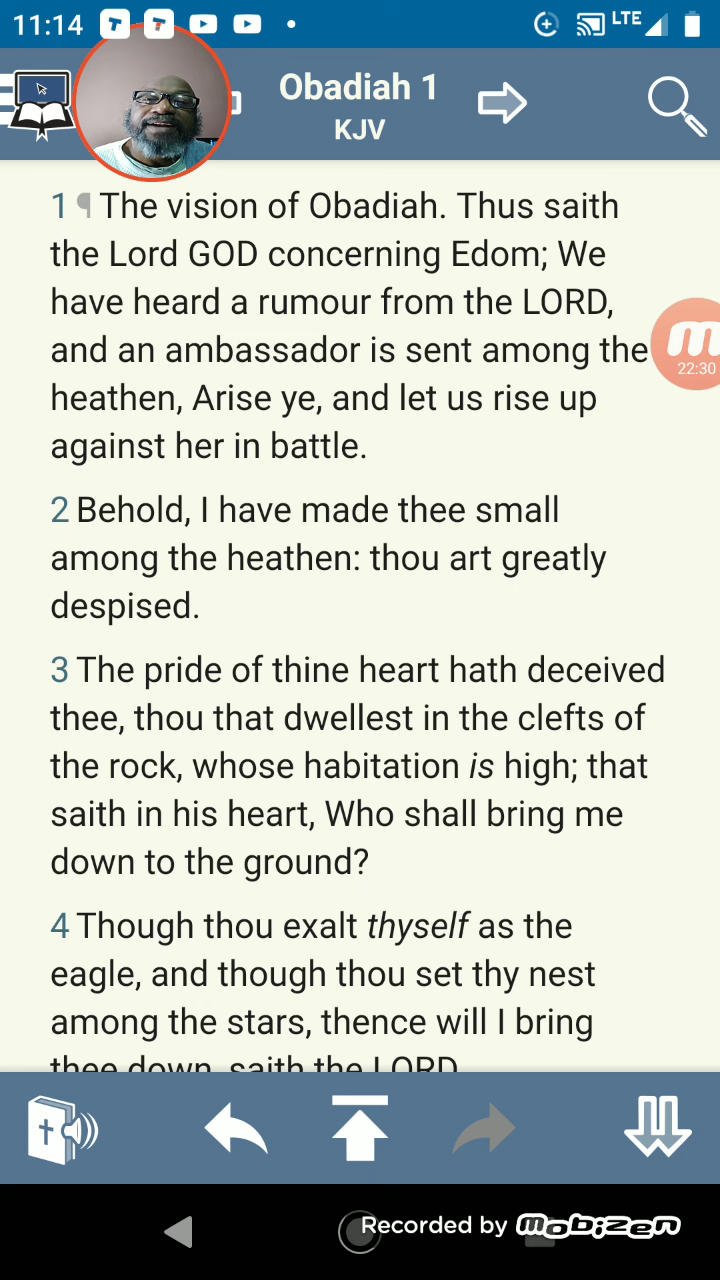 11:14
LTE
Obadiah 1
KJV
1 ¶ The vision of Obadiah. Thus saith
the Lord GOD concerning Edom; We
have heard a rumour from the LORD,
and an ambassador is sent among the
22:30
heathen, Arise ye, and let us rise up
against her in battle.
2 Behold, I have made thee small
among the heathen: thou art greatly
despised.
3 The pride of thine heart hath deceived
thee, thou that dwellest in the clefts of
the rock, whose habitation is high; that
saith in his heart, Who shall bring me
down to the ground?
4 Though thou exalt thyself as the
eagle, and though thou set thy nest
among the stars, thence will I bring
thee down, saith the LORD.
Recorded by mobizen